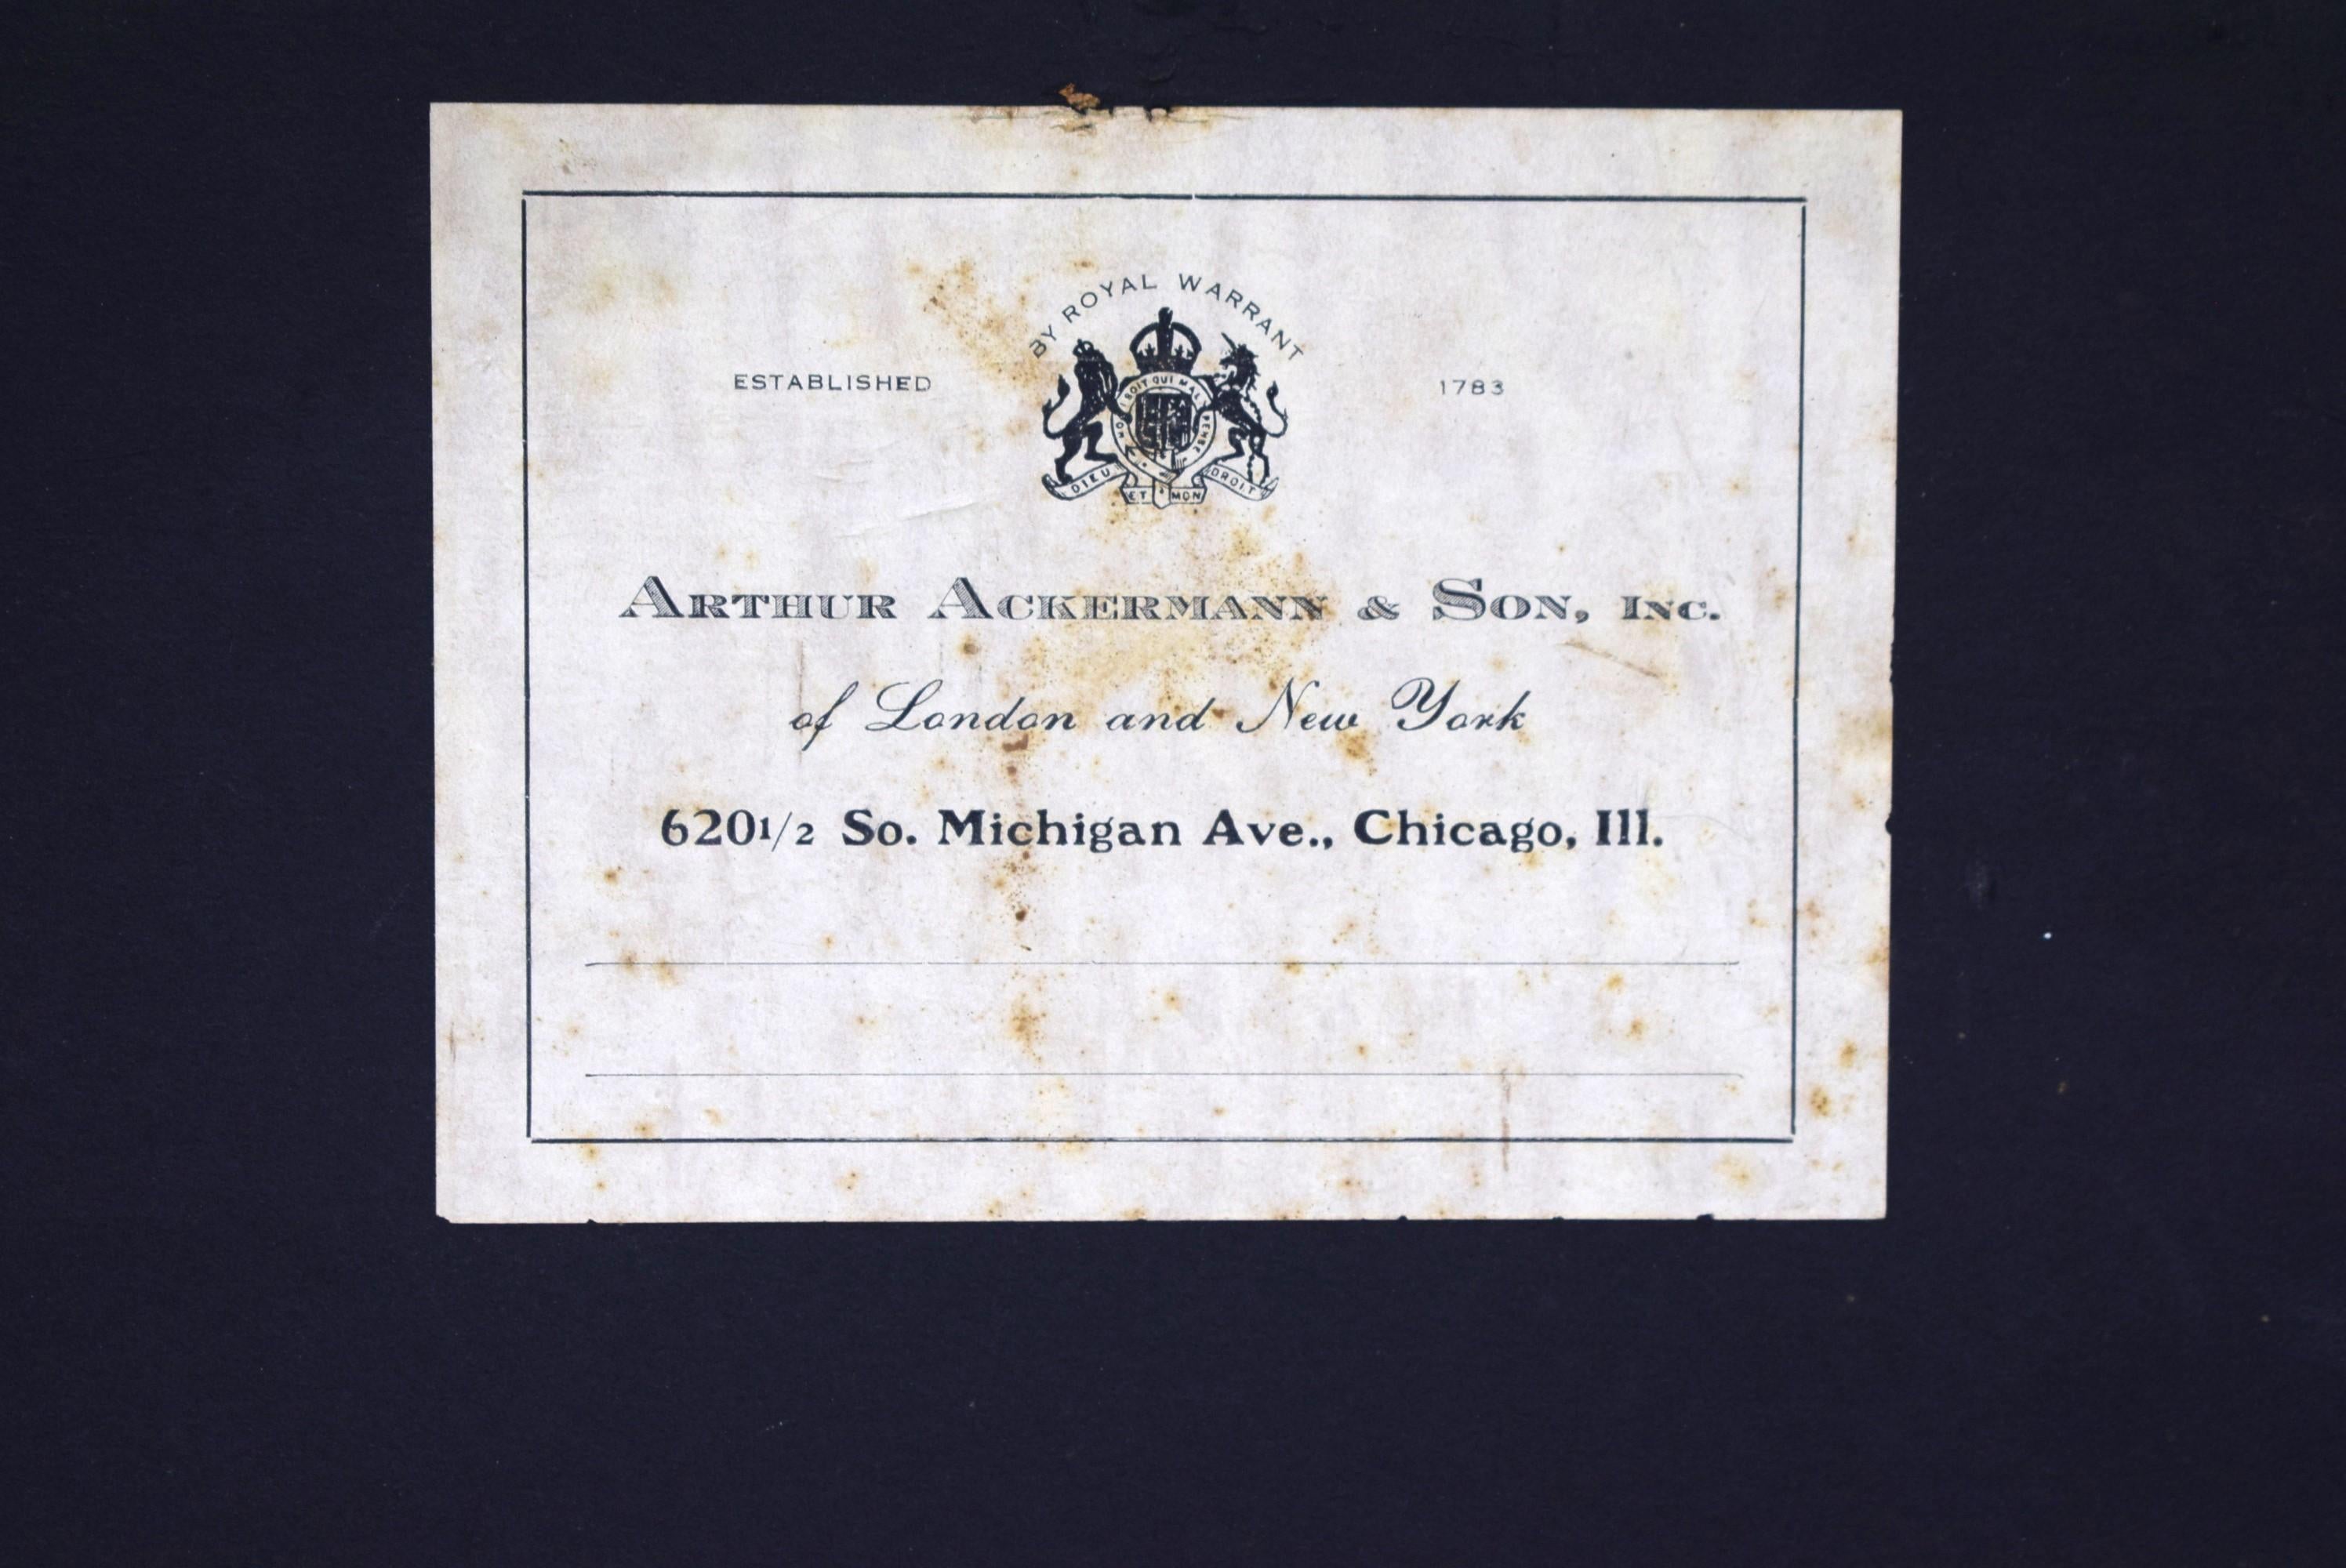 BY ROYAL WARRANT
ESTABLISHED 1783
DIEU ET MON DROIT
ARTHUR ACKERMANN & SON, INC.
of London and New York
620 1/2 So. Michigan Ave., Chicago, Ill.